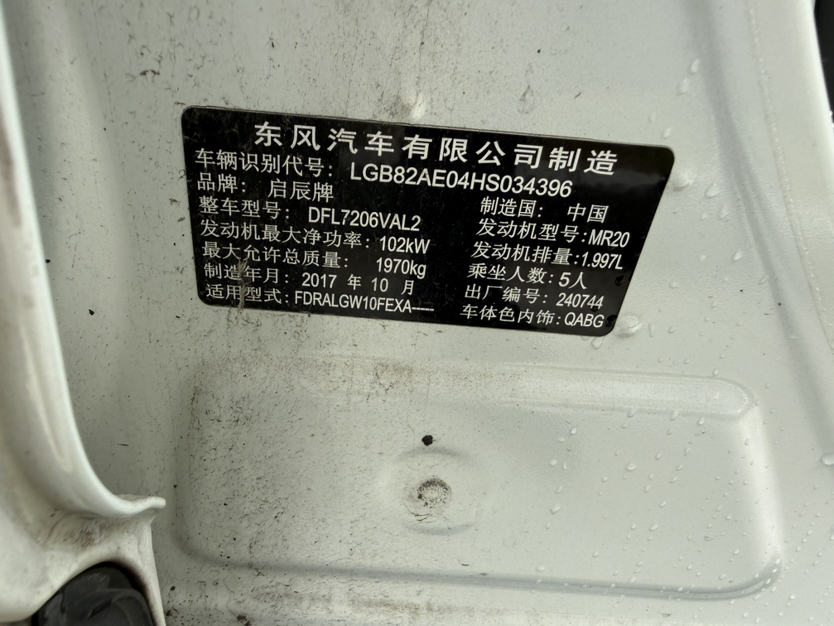 东风汽车有限公司制造
车辆识别代号: LGB82AE04HS034396
品牌: 启辰牌 制造国: 中国
整车型号: DFL7206VAL2 发动机型号:MR20
发动机最大净功率: 102kW 发动机排量:1.997L
最大允许总质量: 1970kg 乘坐人数:5人
制造年月: 2017 年 10 月 出厂编号: 240744
适用型式:FDRALGW10FEXA----- 车体色内饰:QABG